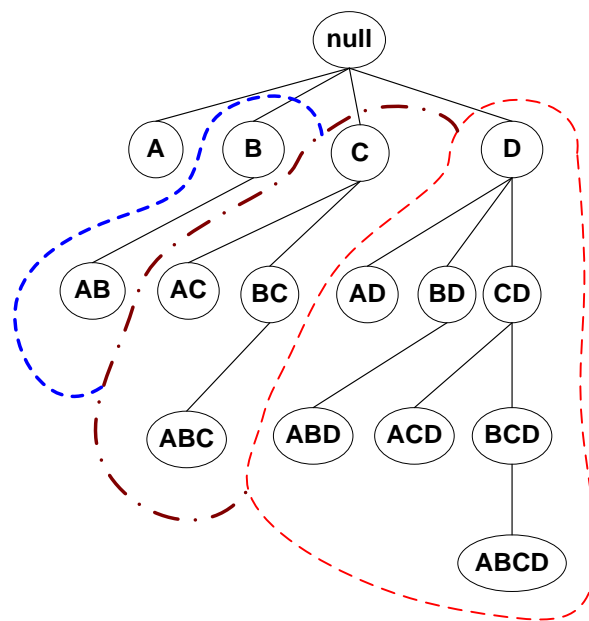 null
A B C D
AB AC BC AD BD CD
ABC ABD ACD BCD
ABCD